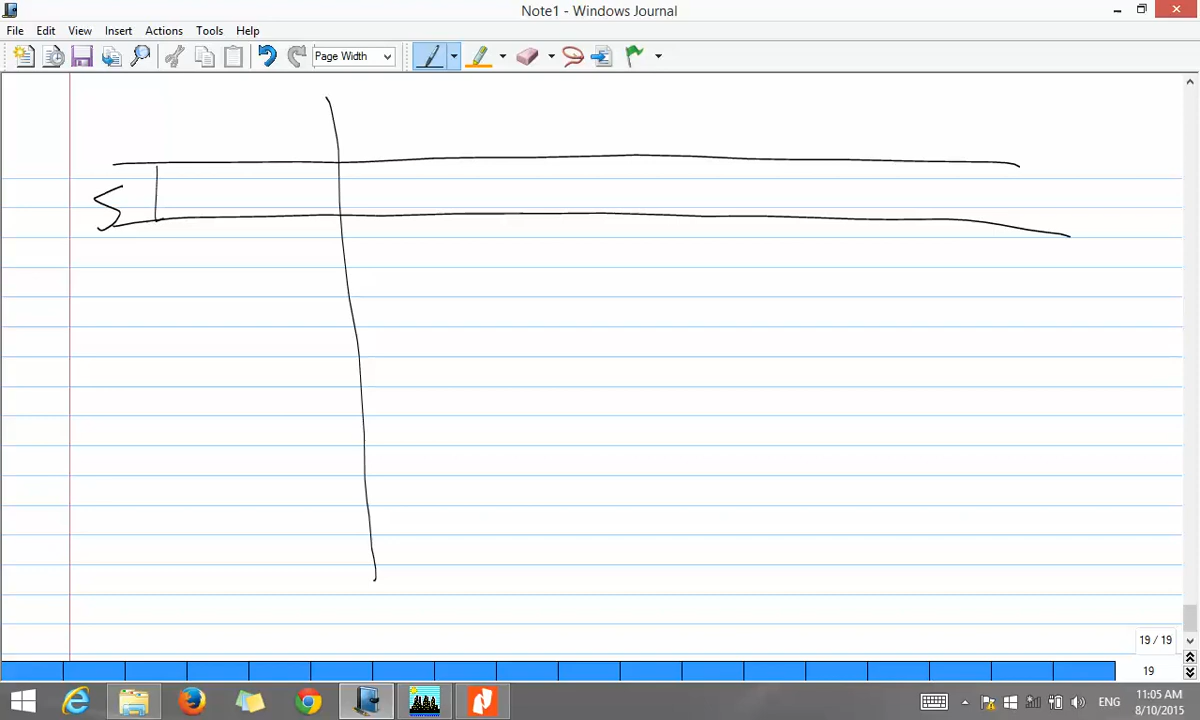 Note1 - Windows Journal
File Edit View Insert Actions Tools Help
Page Width
S
19 / 19
19
ENG
11:05 AM
8/10/2015